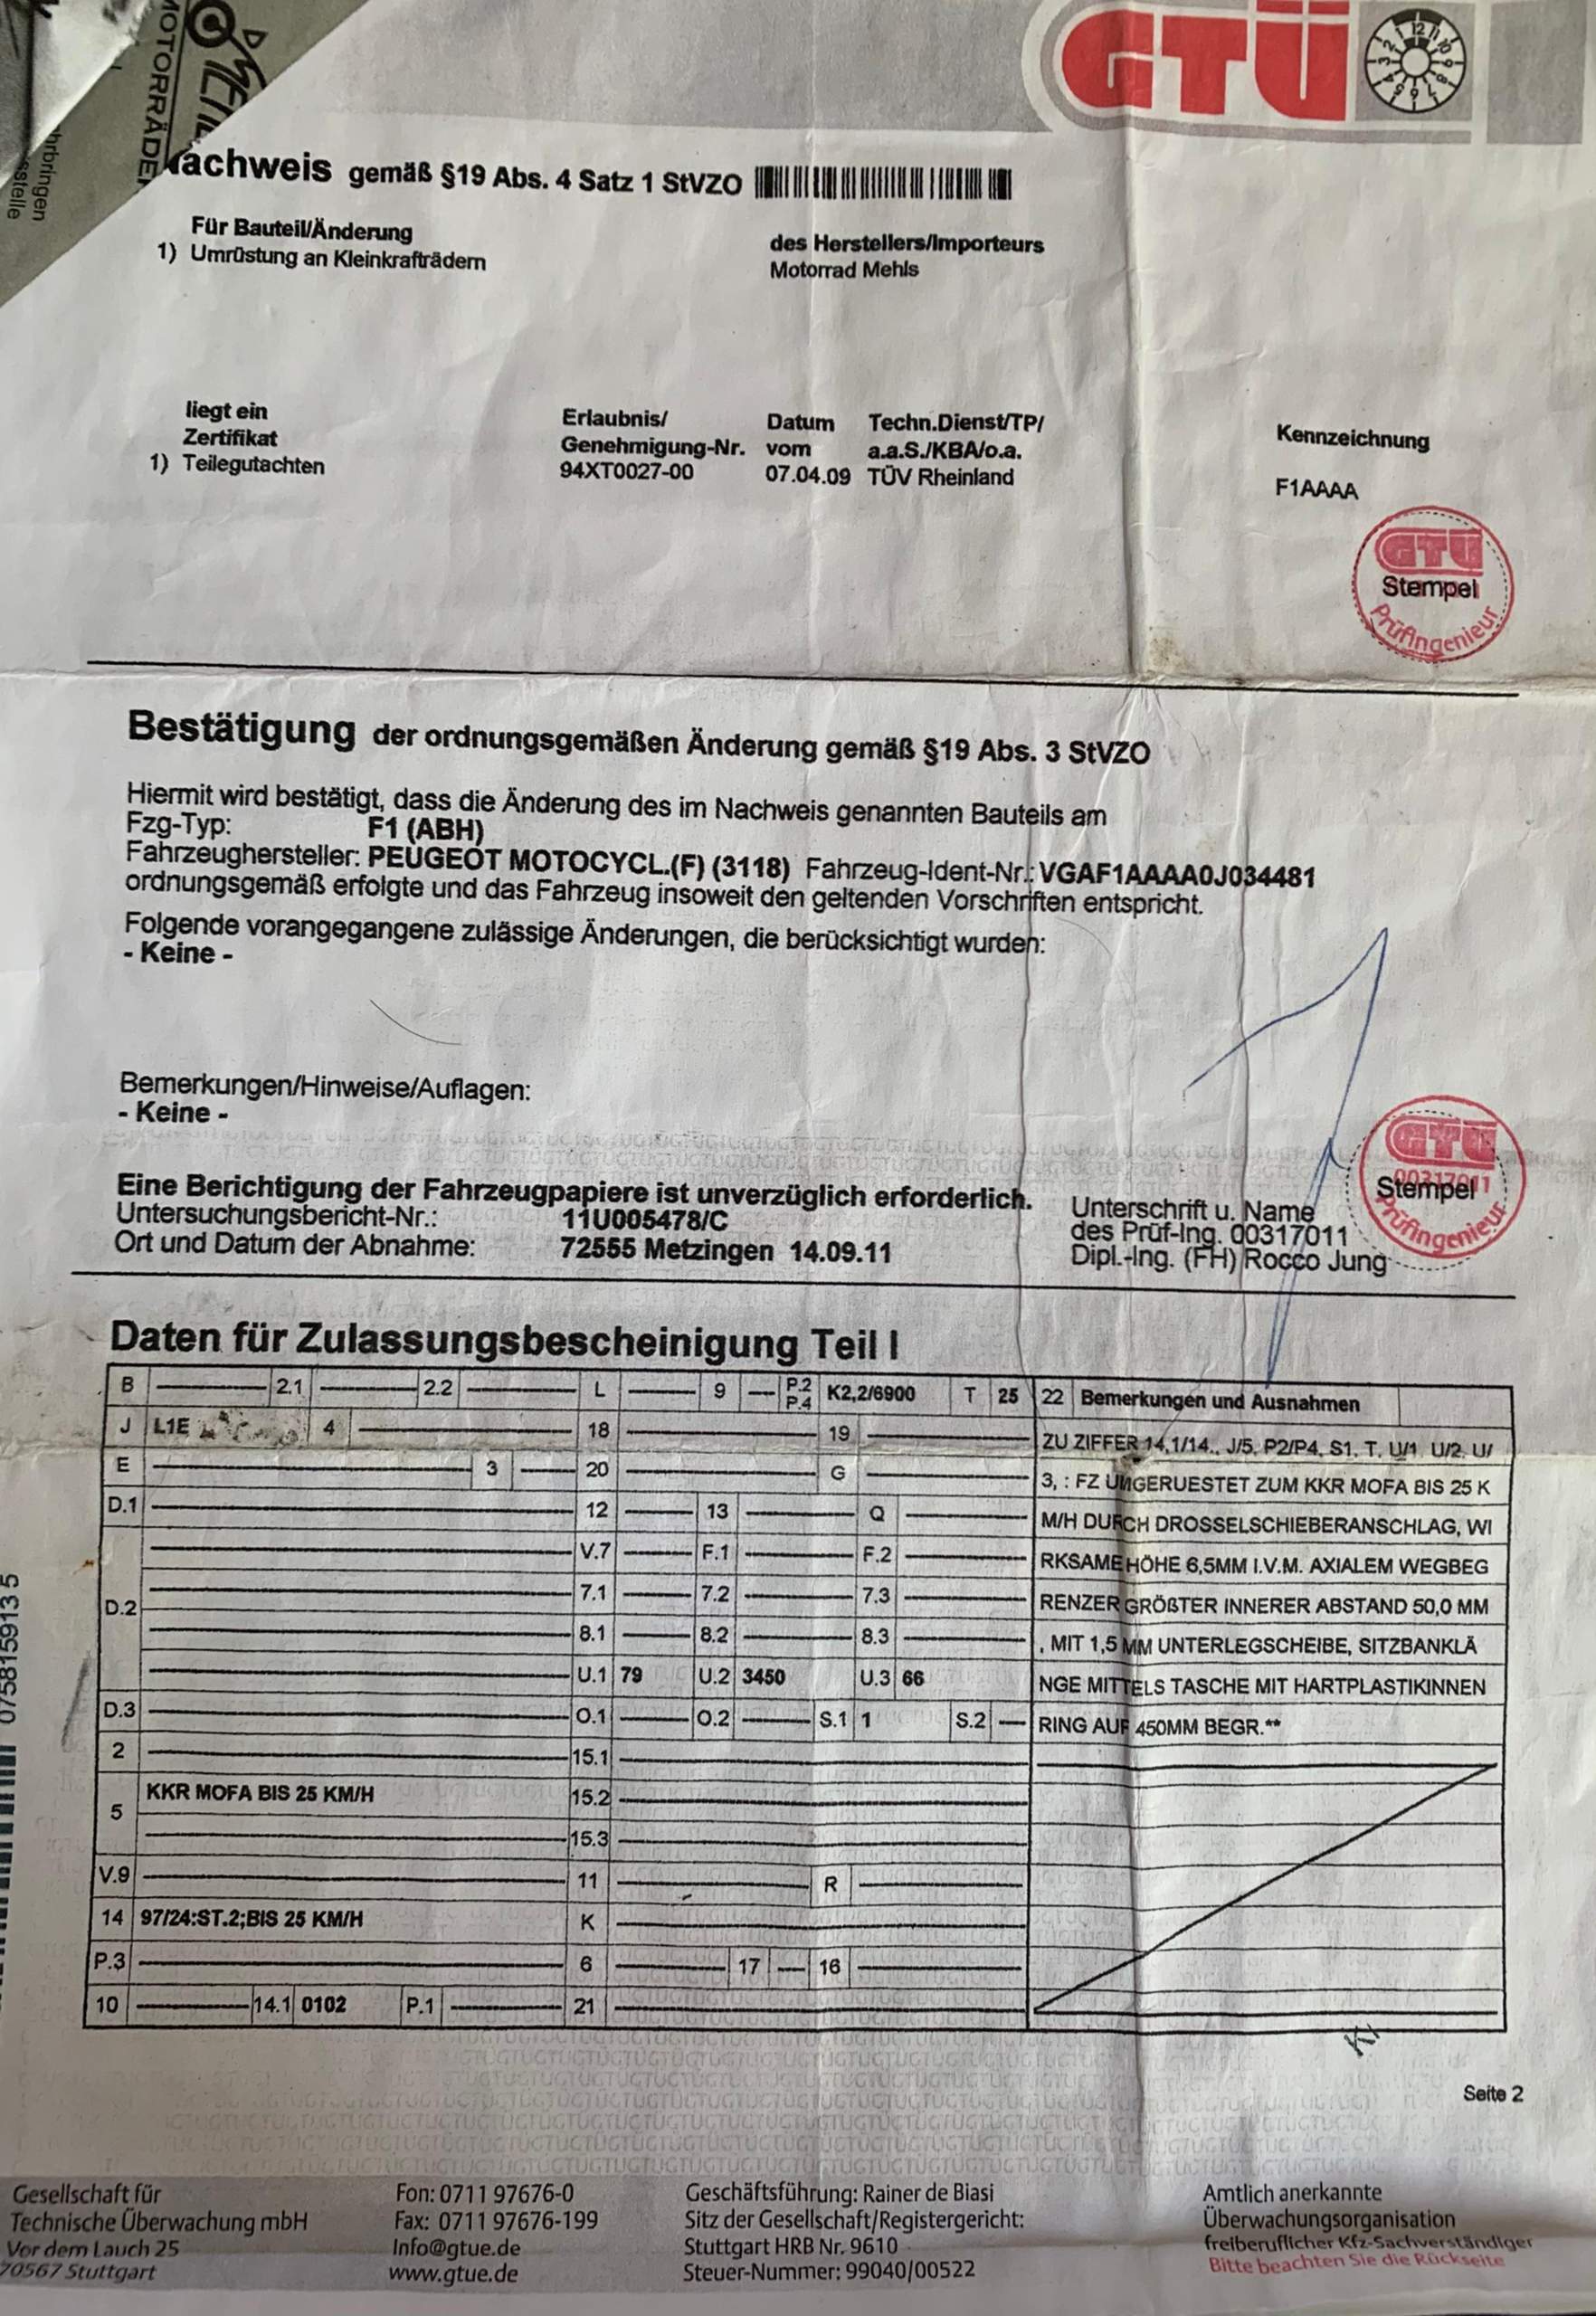 GTÜ
12 11 10 9 8 7 6 5 4 3 2
MOTORRÄDE
hrbringen
sstelle
Nachweis gemäß §19 Abs. 4 Satz 1 StVZO
Für Bauteil/Änderung
des Herstellers/Importeurs
1) Umrüstung an Kleinkrafträdern
Motorrad Mehls
liegt ein
Zertifikat
1) Teilegutachten
Erlaubnis/
Genehmigung-Nr.
94XT0027-00
Datum
vom
07.04.09
Techn.Dienst/TP/
a.a.S./KBA/o.a.
TÜV Rheinland
Kennzeichnung
F1AAAA
GTÜ
Stempel
Prüfingenieur
Bestätigung der ordnungsgemäßen Änderung gemäß §19 Abs. 3 StVZO
Hiermit wird bestätigt, dass die Änderung des im Nachweis genannten Bauteils am
Fzg-Typ: F1 (ABH)
Fahrzeughersteller: PEUGEOT MOTOCYCL.(F) (3118) Fahrzeug-Ident-Nr.: VGAF1AAAA0J034481
ordnungsgemäß erfolgte und das Fahrzeug insoweit den geltenden Vorschriften entspricht.
Folgende vorangegangene zulässige Änderungen, die berücksichtigt wurden:
- Keine -
Bemerkungen/Hinweise/Auflagen:
- Keine -
Eine Berichtigung der Fahrzeugpapiere ist unverzüglich erforderlich.
Untersuchungsbericht-Nr.: 11U005478/C
Ort und Datum der Abnahme: 72555 Metzingen 14.09.11
Unterschrift u. Name
des Prüf-Ing. 00317011
Dipl.-Ing. (FH) Rocco Jung
GTÜ
00317011
Stempel
Prüfingenieur
Daten für Zulassungsbescheinigung Teil I
B 2.1 2.2 L 9 P.2 P.4 K2,2/6900 T 25 22 Bemerkungen und Ausnahmen
J L1E 4 18 19 ZU ZIFFER 14,1/14., J/5, P2/P4, S1, T, U/1 U/2, U/
E 3 20 G 3, : FZ UMGERUESTET ZUM KKR MOFA BIS 25 K
D.1 12 13 Q M/H DURCH DROSSELSCHIEBERANSCHLAG, WI
V.7 F.1 F.2 RKSAME HÖHE 6,5MM I.V.M. AXIALEM WEGBEG
D.2 7.1 7.2 7.3 RENZER GRÖßTER INNERER ABSTAND 50,0 MM
8.1 8.2 8.3 , MIT 1,5 MM UNTERLEGSCHEIBE, SITZBANKLÄ
U.1 79 U.2 3450 U.3 66 NGE MITTELS TASCHE MIT HARTPLASTIKINNEN
D.3 O.1 O.2 S.1 1 S.2 RING AUF 450MM BEGR.**
2 15.1
5 KKR MOFA BIS 25 KM/H 15.2
15.3
V.9 11 R
14 97/24:ST.2;BIS 25 KM/H K
P.3 6 17 16
10 14.1 0102 P.1 21
0758159135
Seite 2
Gesellschaft für
Technische Überwachung mbH
Vor dem Lauch 25
70567 Stuttgart
Fon: 0711 97676-0
Fax: 0711 97676-199
Info@gtue.de
www.gtue.de
Geschäftsführung: Rainer de Biasi
Sitz der Gesellschaft/Registergericht:
Stuttgart HRB Nr. 9610
Steuer-Nummer: 99040/00522
Amtlich anerkannte
Überwachungsorganisation
freiberuflicher Kfz-Sachverständiger
Bitte beachten Sie die Rückseite